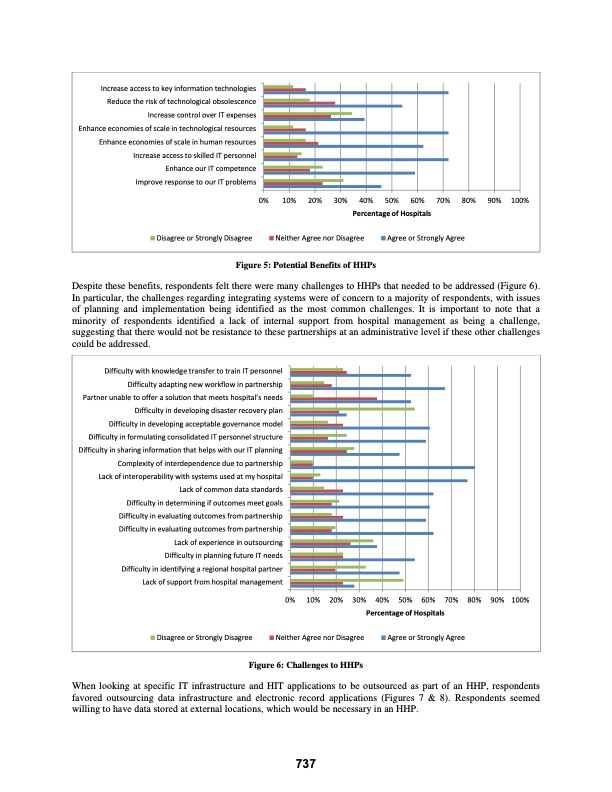 Increase access to key information technologies
Reduce the risk of technological obsolescence
Increase control over IT expenses
Enhance economies of scale in technological resources
Enhance economies of scale in human resources
Increase access to skilled IT personnel
Enhance our IT competence
Improve response to our IT problems
0% 10% 20% 30% 40% 50% 60% 70% 80% 90% 100%
Percentage of Hospitals
Disagree or Strongly Disagree Neither Agree nor Disagree Agree or Strongly Agree
Figure 5: Potential Benefits of HHPs
Despite these benefits, respondents felt there were many challenges to HHPs that needed to be addressed (Figure 6).
In particular, the challenges regarding integrating systems were of concern to a majority of respondents, with issues
of planning and implementation being identified as the most common challenges. It is important to note that a
minority of respondents identified a lack of internal support from hospital management as being a challenge,
suggesting that there would not be resistance to these partnerships at an administrative level if these other challenges
could be addressed.
Difficulty with knowledge transfer to train IT personnel
Difficulty adapting new workflow in partnership
Partner unable to offer a solution that meets hospital's needs
Difficulty in developing disaster recovery plan
Difficulty in developing acceptable governance model
Difficulty in formulating consolidated IT personnel structure
Difficulty in sharing information that helps with our IT planning
Complexity of interdependence due to partnership
Lack of interoperability with systems used at my hospital
Lack of common data standards
Difficulty in determining if outcomes meet goals
Difficulty in evaluating outcomes from partnership
Difficulty in evaluating outcomes from partnership
Lack of experience in outsourcing
Difficulty in planning future IT needs
Difficulty in identifying a regional hospital partner
Lack of support from hospital management
0% 10% 20% 30% 40% 50% 60% 70% 80% 90% 100%
Percentage of Hospitals
Disagree or Strongly Disagree Neither Agree nor Disagree Agree or Strongly Agree
Figure 6: Challenges to HHPs
When looking at specific IT infrastructure and HIT applications to be outsourced as part of an HHP, respondents
favored outsourcing data infrastructure and electronic record applications (Figures 7 & 8). Respondents seemed
willing to have data stored at external locations, which would be necessary in an HHP.
737